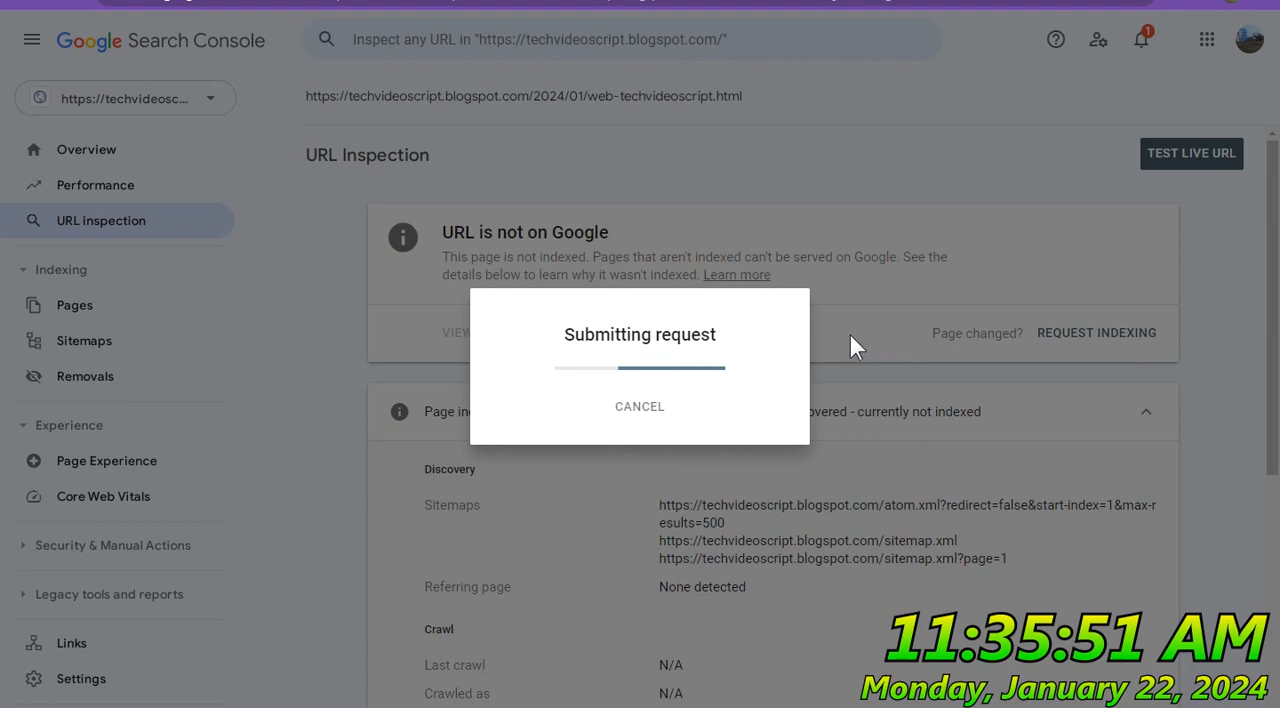 Google Search Console
Inspect any URL in "https://techvideoscript.blogspot.com/"
1
https://techvideosc...
https://techvideoscript.blogspot.com/2024/01/web-techvideoscript.html
Overview
Performance
URL inspection
Indexing
Pages
Sitemaps
Removals
Experience
Page Experience
Core Web Vitals
Security & Manual Actions
Legacy tools and reports
Links
Settings
URL Inspection
TEST LIVE URL
URL is not on Google
This page is not indexed. Pages that aren't indexed can't be served on Google. See the
details below to learn why it wasn't indexed. Learn more
Page changed? REQUEST INDEXING
Submitting request
CANCEL
Page - currently not indexed
Discovery
Sitemaps
https://techvideoscript.blogspot.com/atom.xml?redirect=false&start-index=1&max-r
esults=500
https://techvideoscript.blogspot.com/sitemap.xml
https://techvideoscript.blogspot.com/sitemap.xml?page=1
Referring page None detected
Crawl
Last crawl N/A
Crawled as N/A
11:35:51 AM
Monday, January 22, 2024